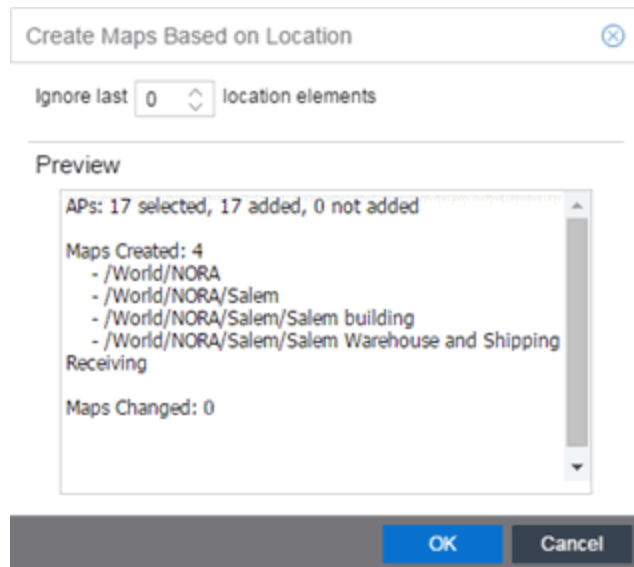 Create Maps Based on Location
Ignore last 0 location elements
Preview
APs: 17 selected, 17 added, 0 not added
Maps Created: 4
- /World/NORA
- /World/NORA/Salem
- /World/NORA/Salem/Salem building
- /World/NORA/Salem/Salem Warehouse and Shipping
Receiving
Maps Changed: 0
OK Cancel